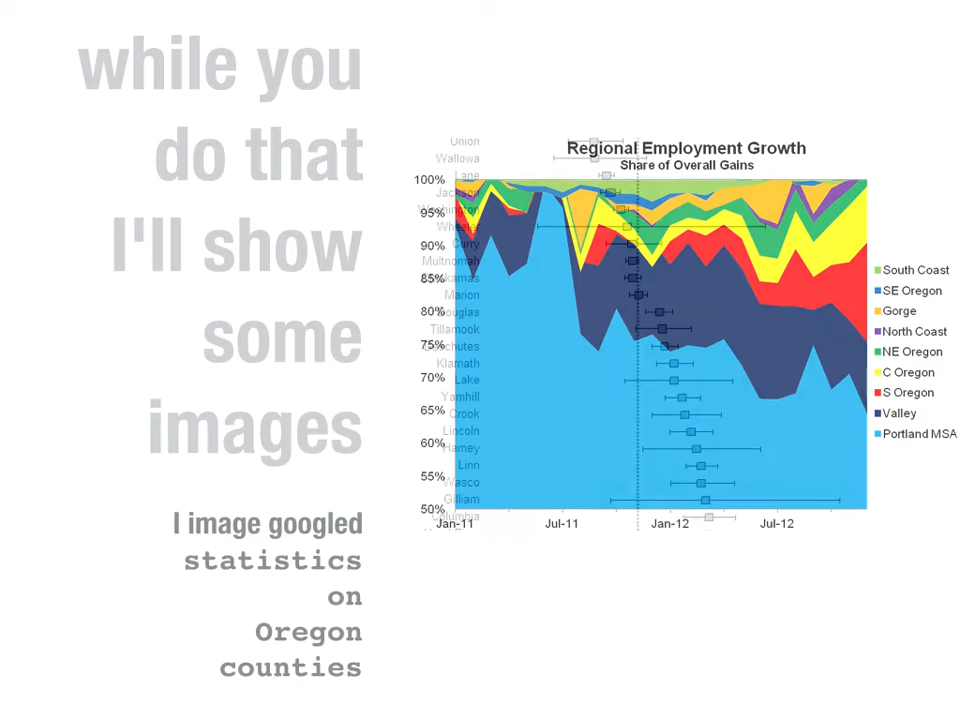 while you
do that
I'll show
some
images
I image googled
statistics
on
Oregon
counties
Regional Employment Growth
Share of Overall Gains
Union
Wallowa
Lane
100%
Jackson
95%
Washington
Wheeler
Curry
90%
Multnomah
85%
Marion
80%
Tillamook
75%
Klamath
70%
Lake
Yamhill
65%
Crook
Lincoln
60%
Harney
Linn
55%
Wasco
Gilliam
50%
Columbia
Jan-11
Jul-11
Jan-12
Jul-12
South Coast
SE Oregon
Gorge
North Coast
NE Oregon
C Oregon
S Oregon
Valley
Portland MSA